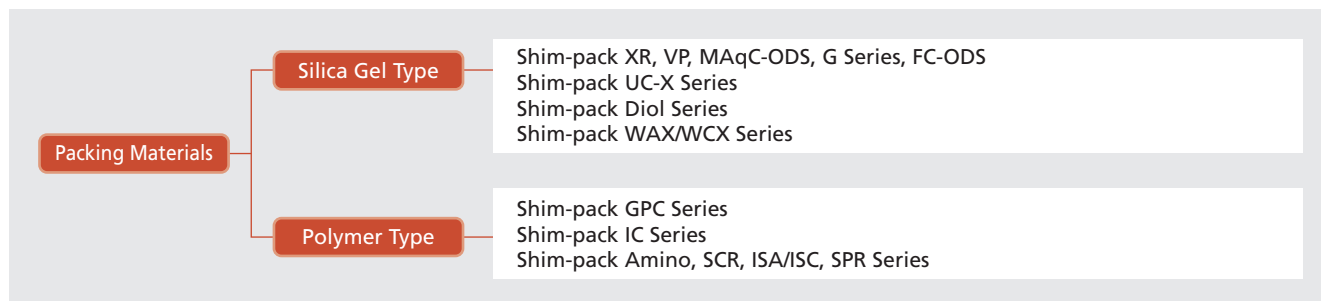 Packing Materials
Silica Gel Type
Shim-pack XR, VP, MAqC-ODS, G Series, FC-ODS
Shim-pack UC-X Series
Shim-pack Diol Series
Shim-pack WAX/WCX Series
Polymer Type
Shim-pack GPC Series
Shim-pack IC Series
Shim-pack Amino, SCR, ISA/ISC, SPR Series